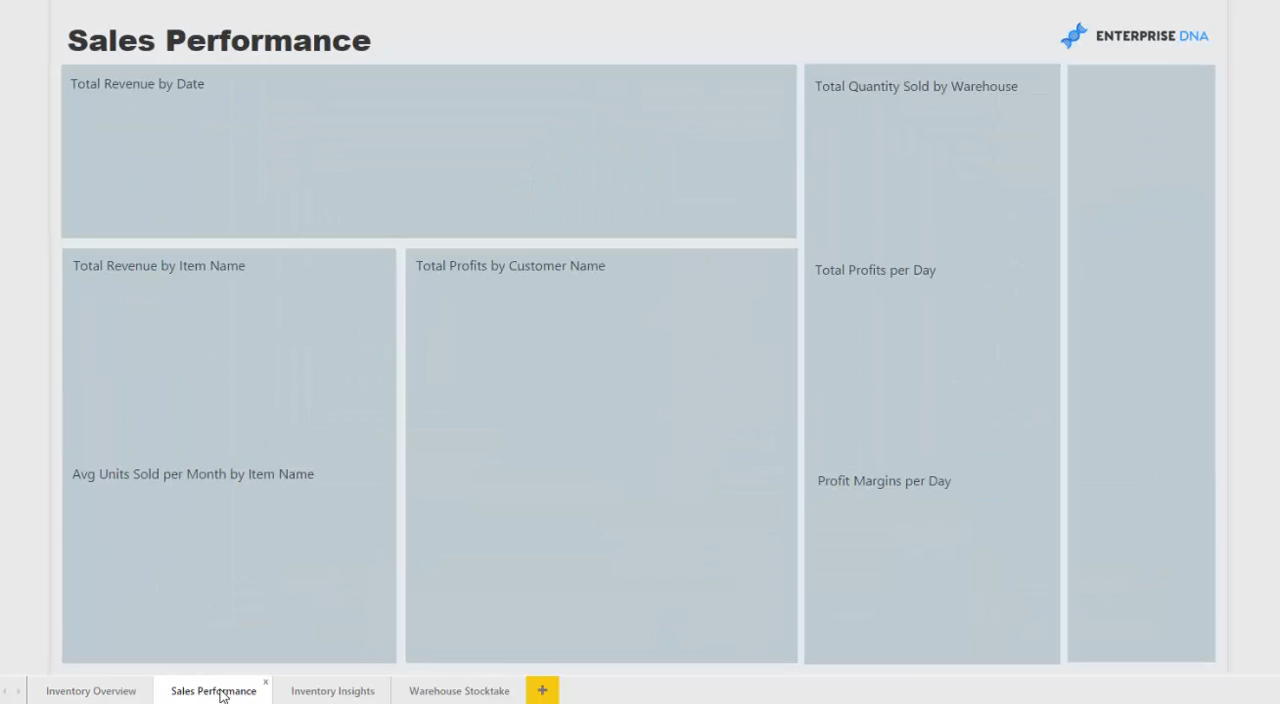 Sales Performance
ENTERPRISE DNA
Total Revenue by Date
Total Quantity Sold by Warehouse
Total Revenue by Item Name
Total Profits by Customer Name
Total Profits per Day
Avg Units Sold per Month by Item Name
Profit Margins per Day
Inventory Overview
Sales Performance
x
Inventory Insights
Warehouse Stocktake
+